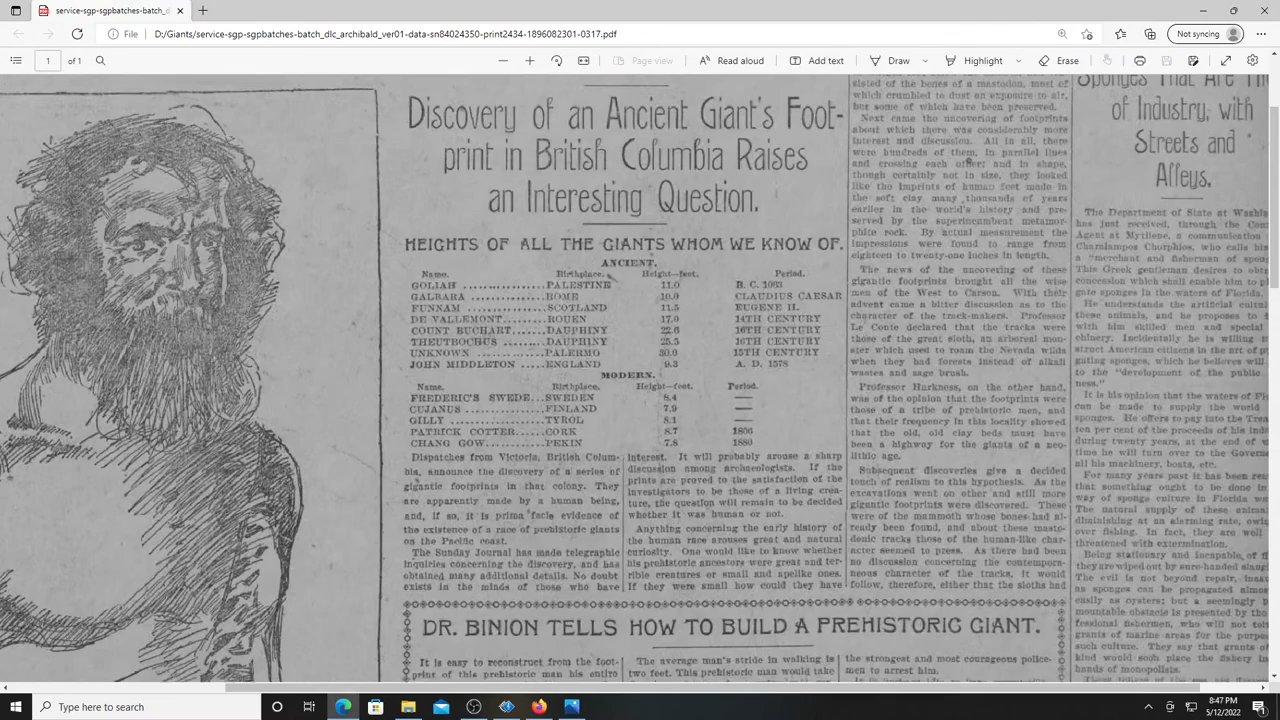 service-sgp-sgpbatches-batch_d
File
D:/Giants/service-sgp-sgpbatches-batch_dlc_archibald_ver01-data-sn84024350-print2434-1896082301-0317.pdf
Not syncing
1
of 1
Page view
Read aloud
Add text
Draw
Highlight
Erase
Discovery of an Ancient Giant's Foot-
print in British Columbia Raises
an Interesting Question.
HEIGHTS OF ALL THE GIANTS WHOM WE KNOW OF.
ANCIENT.
Name. Birthplace. Height—feet. Period.
GOLIAH PALESTINE 11.0 B. C. 1063
GALBARA ROME 10.0 CLAUDIUS CAESAR
FUNNAM SCOTLAND 11.5 EUGENE II.
DE VALLEMONT ROUEN 17.0 14TH CENTURY
COUNT BUCHART DAUPHINY 22.6 16TH CENTURY
THEUTBOCHUS DAUPHINY 25.5 16TH CENTURY
UNKNOWN PALERMO 30.0 15TH CENTURY
JOHN MIDDLETON ENGLAND 9.3 A. D. 1578
MODERN.
Name. Birthplace. Height—feet. Period.
FREDERIC'S SWEDE SWEDEN 8.4 —
CUJANUS FINLAND 7.9 —
GILLY TYROL 8.1 —
PATRICK COTTER CORK 8.7 1806
CHANG GOW PEKIN 7.8 1880
Dispatches from Victoria, British Colum-
bia, announce the discovery of a series of
gigantic footprints in that colony. They
are apparently made by a human being,
and, if so, it is prima facie evidence of
the existence of a race of prehistoric giants
on the Pacific coast.
The Sunday Journal has made telegraphic
inquiries concerning the discovery, and has
obtained many additional details. No doubt
exists in the minds of those who have
interest. It will probably arouse a sharp
discussion among archaeologists. If the
prints are proved to the satisfaction of the
investigators to be those of a living crea-
ture, the question will remain to be decided
whether it was human or not.
Anything concerning the early history of
the human race arouses great and natural
curiosity. One would like to know whether
his prehistoric ancestors were great and ter-
rible creatures or small and apelike ones.
If they were small how could they have
sisted of the bones of a mastodon, most of
which crumbled to dust on exposure to air,
but some of which have been preserved.
Next came the uncovering of footprints
about which there was considerably more
interest and discussion. All in all, there
were hundreds of them, in parallel lines
and crossing each other; and in shape,
though certainly not in size, they looked
like the imprints of human feet made in
the soft clay many thousands of years
earlier in the world's history and pre-
served by the superincumbent metamor-
phic rock. By actual measurement the
impressions were found to range from
eighteen to twenty-one inches in length.
The news of the uncovering of these
gigantic footprints brought all the wise
men of the West to Carson. With their
advent came a bitter discussion as to the
character of the track-makers. Professor
Le Conte declared that the tracks were
those of the great sloth, an arboreal mon-
ster which used to roam the Nevada wilds
when they had forests instead of alkali
wastes and sage brush.
Professor Harkness, on the other hand,
was of the opinion that the footprints were
those of a tribe of prehistoric men, and
that their frequency in this locality showed
that the old, old clay beds must have
been a highway for the giants of a neo-
lithic age.
Subsequent discoveries give a decided
touch of realism to this hypothesis. As the
excavations went on other and still more
gigantic footprints were discovered. These
were of the mammoth whose bones had al-
ready been found, and about these masto-
donic tracks those of the human-like char-
acter seemed to press. As there had been
no discussion concerning the contempora-
neous character of the tracks, it would
follow, therefore, either that the sloths had
Sponges That Are
of Industry, with
Streets and
Alleys.
The Department of State at Washi
has just received, through the
Agent at Mytilene, a communication
Charalampos Chorphios, who calls his
a "merchant and fisherman of spon
This Greek gentleman desires to obta
concession which shall enable him to p
gate sponges in the waters of Florida.
He understands the artificial cultur
these animals, and he proposes to
with him skilled men and special
chinery. Incidentally he is willing t
struct American citizens in the art of p
gating sponges, which he believes will
to the "development of the public
ness."
It is his opinion that the waters of Fl
can be made to supply the world
sponges. He offers to pay into the Trea
ten per cent of the proceeds of his ind
during twenty years, at the end of w
time he will turn over to the Governm
all his machinery, boats, etc.
For many years past it has been rea
that something ought to be done in
way of sponge culture in Florida wa
The natural supply of these animal
diminishing at an alarming rate, owing
over fishing. In fact, they are well
threatened with extermination.
Being stationary and incapable of fl
they are wiped out by sure-handed slaug
The evil is not beyond repair, inas
as sponges can be propagated almos
easily as oysters; but a seemingly p
mountable obstacle is presented by the
fessional fishermen, who will not tol
grants of marine areas for the purpos
such culture. They say that grants of
kind would soon place the fishery in
hands of monopolists.
DR. BINION TELLS HOW TO BUILD A PREHISTORIC GIANT.
It is easy to reconstruct from the foot-
print of this prehistoric man his entire
The average man's stride in walking is
two feet. This prehistoric man would take
the strongest and most courageous police-
men to arrest him.
Type here to search
8:47 PM
5/12/2022